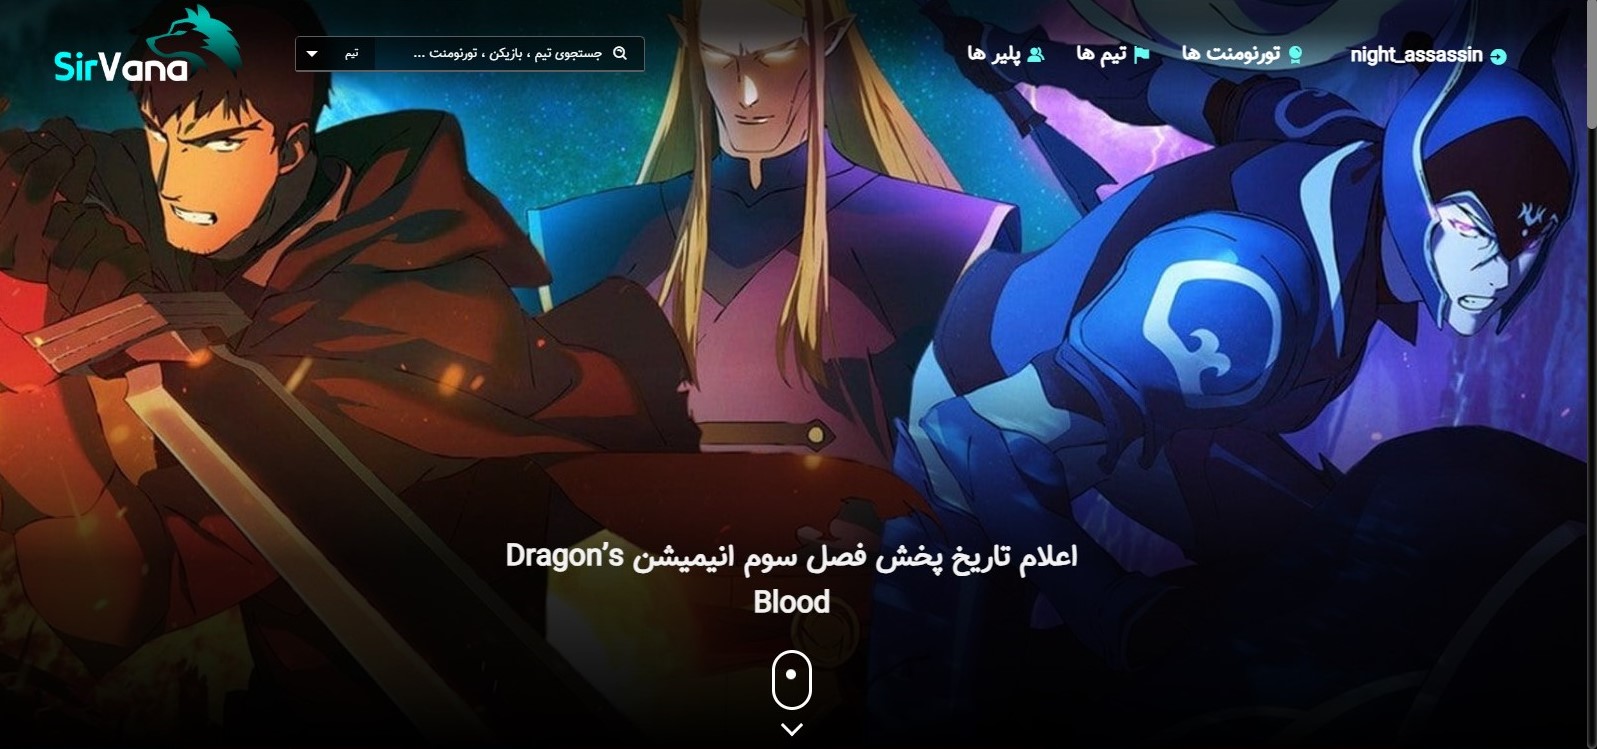 night_assassin
تورنومنت ها
تیم ها
پلیر ها
جستجوی تیم ، بازیکن ، تورنومنت ...
تیم
SirVana
اعلام تاریخ پخش فصل سوم انیمیشن Dragon’s
Blood